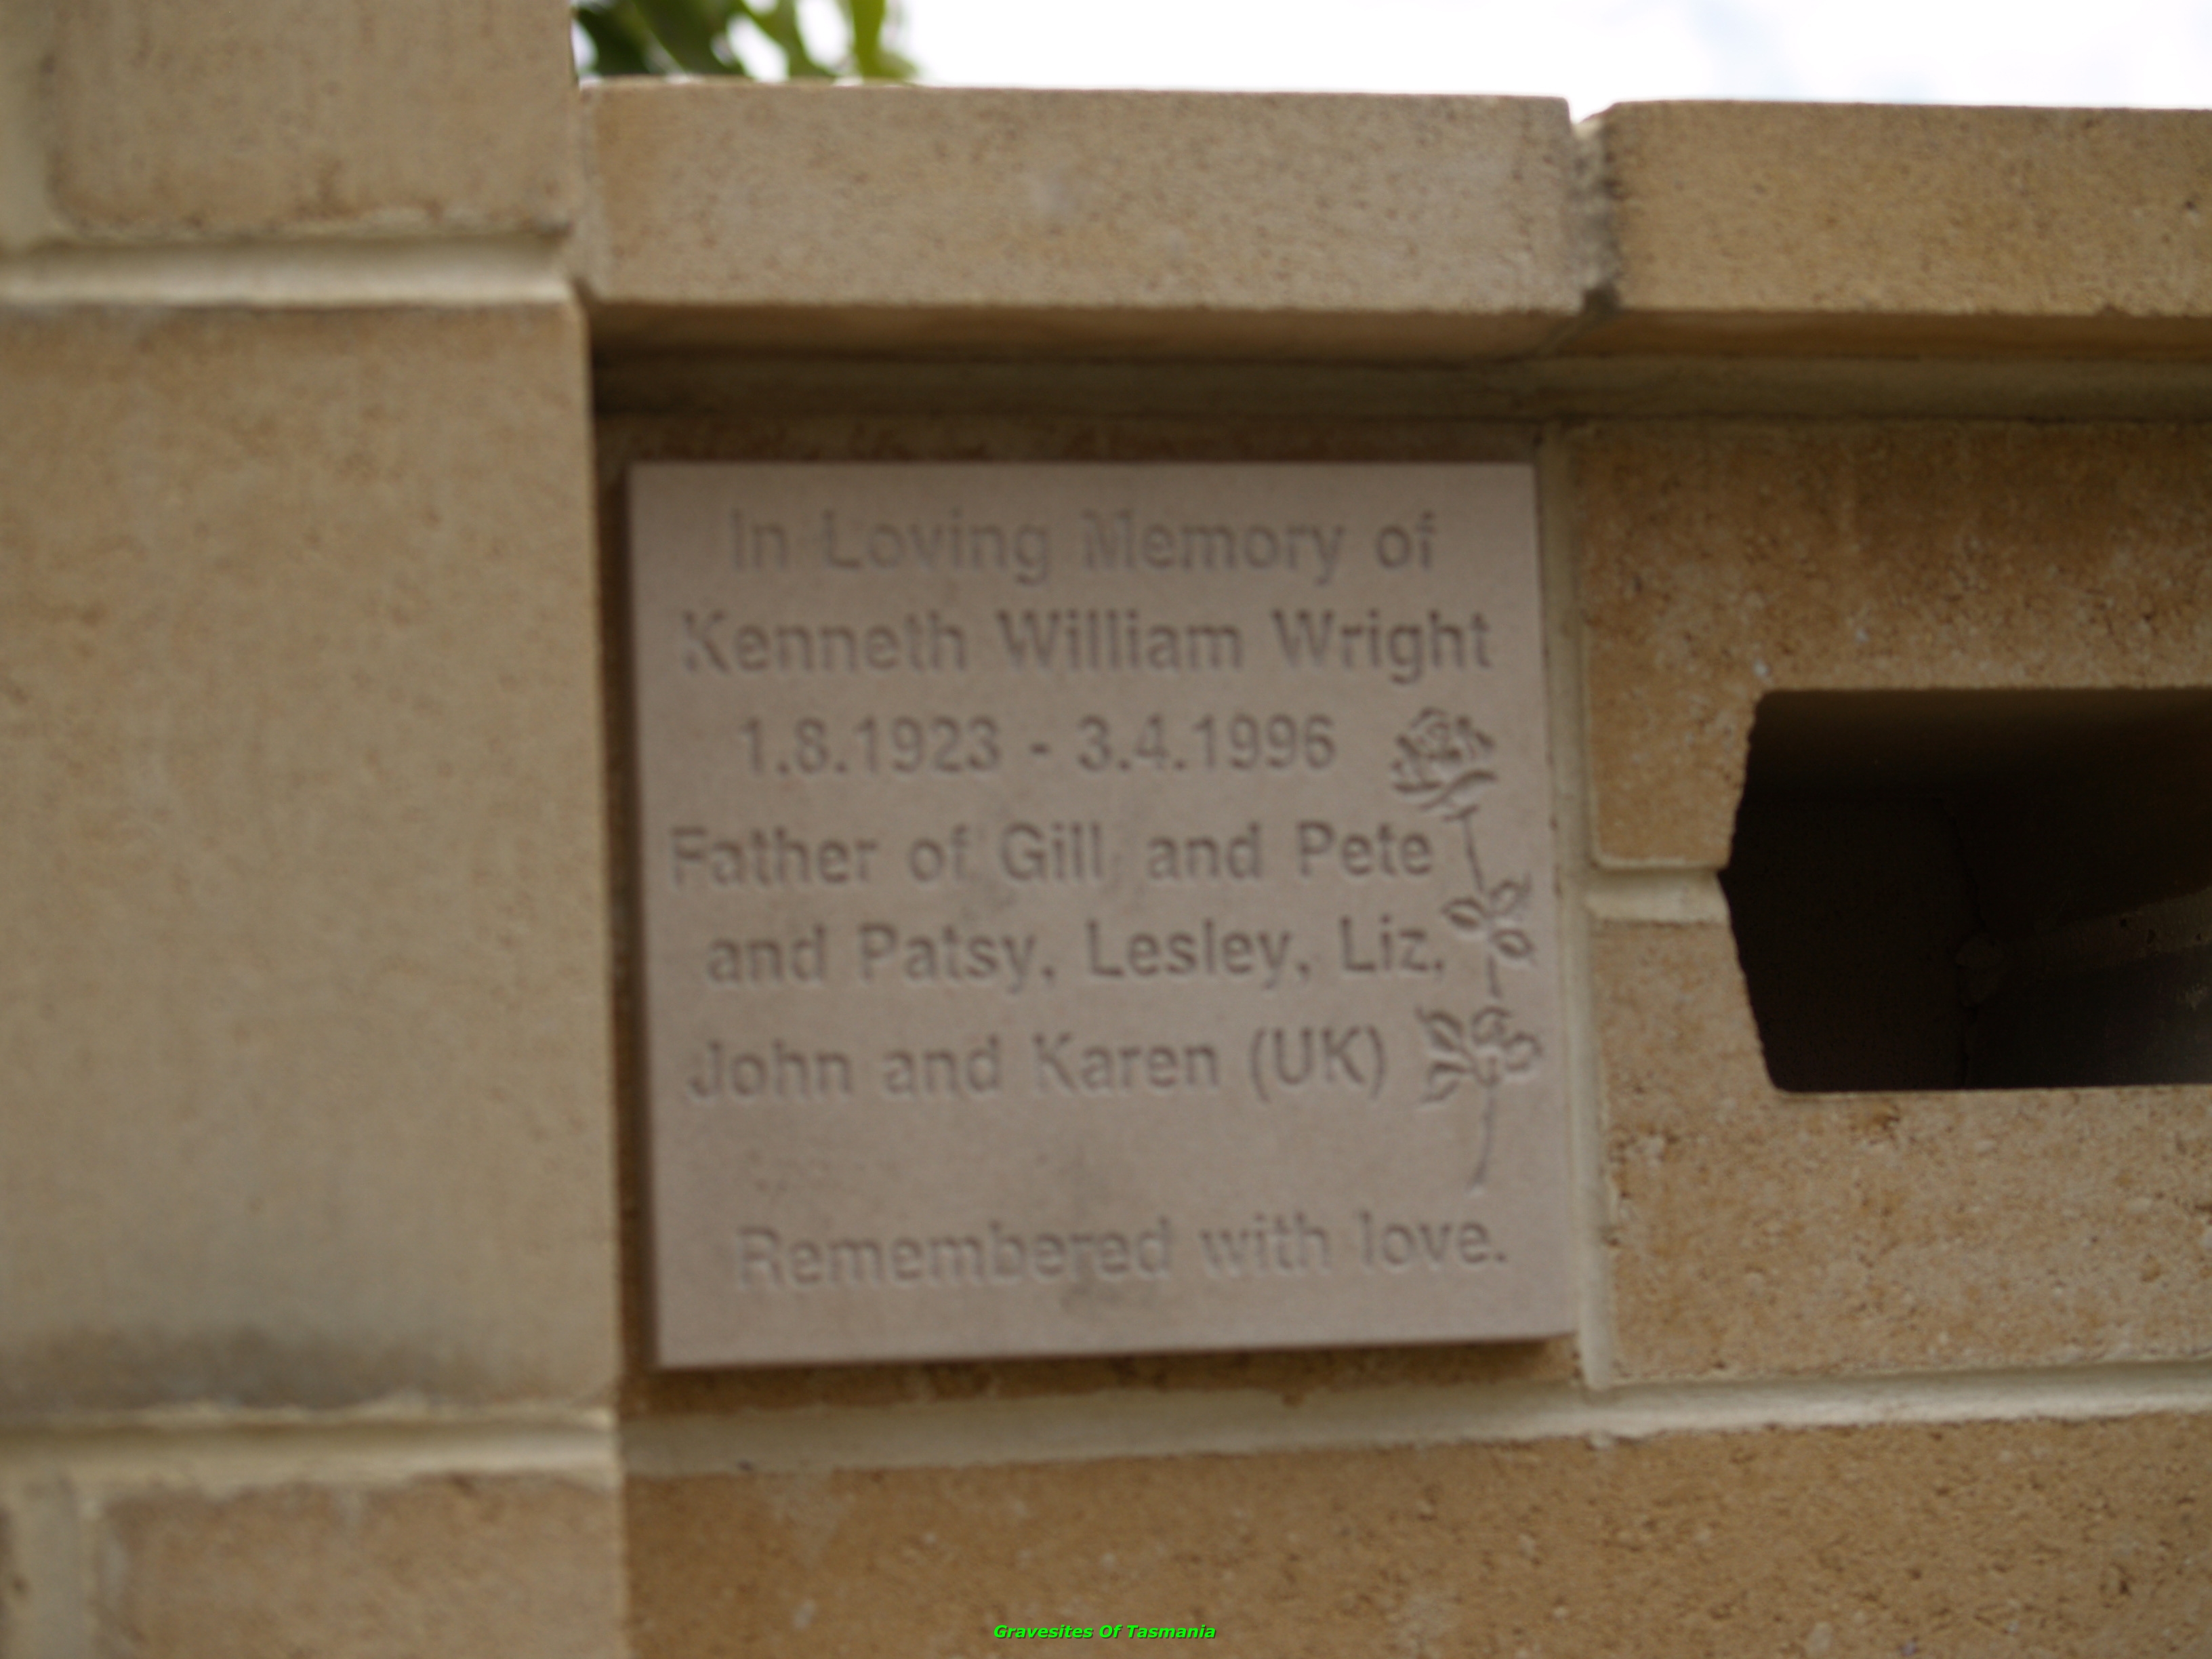 In Loving Memory of
Kenneth William Wright
1.8.1923 - 3.4.1996
Father of Gill and Pete
and Patsy, Lesley, Liz,
John and Karen (UK)
Remembered with love.
Gravesites Of Tasmania